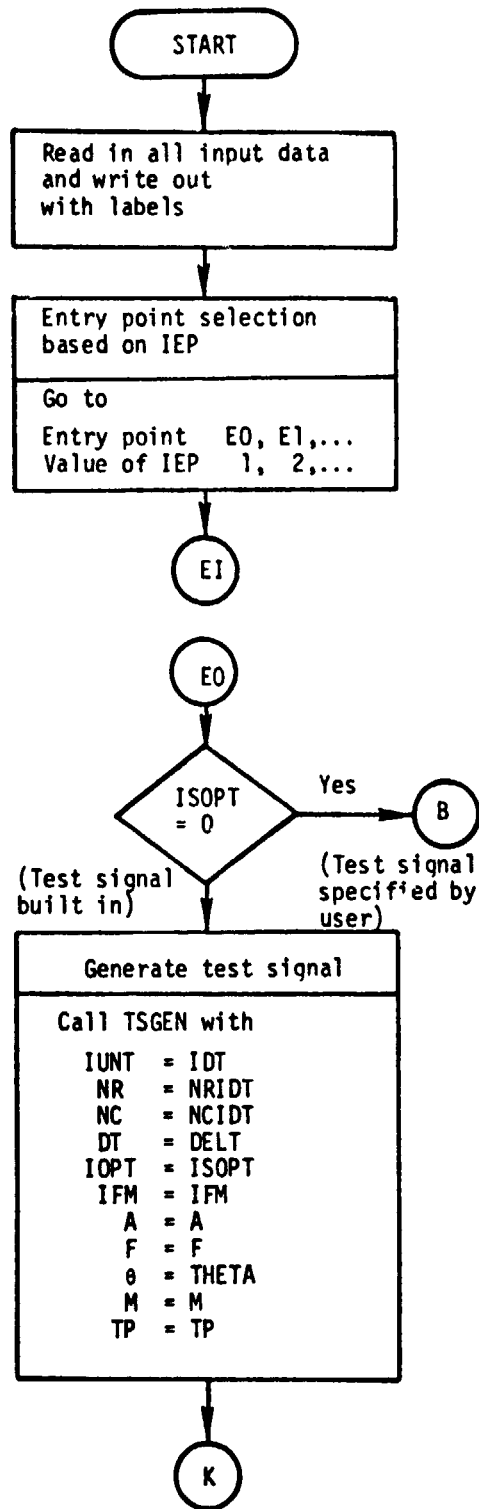 START
Read in all input data
and write out
with labels
Entry point selection
based on IEP
Go to
Entry point E0, E1,...
Value of IEP 1, 2,...
EI
E0
ISOPT
= 0
Yes
B
(Test signal
built in)
(Test signal
specified by
user)
Generate test signal
Call TSGEN with
IUNT = IDT
NR = NRIDT
NC = NCIDT
DT = DELT
IOPT = ISOPT
IFM = IFM
A = A
F = F
θ = THETA
M = M
TP = TP
K